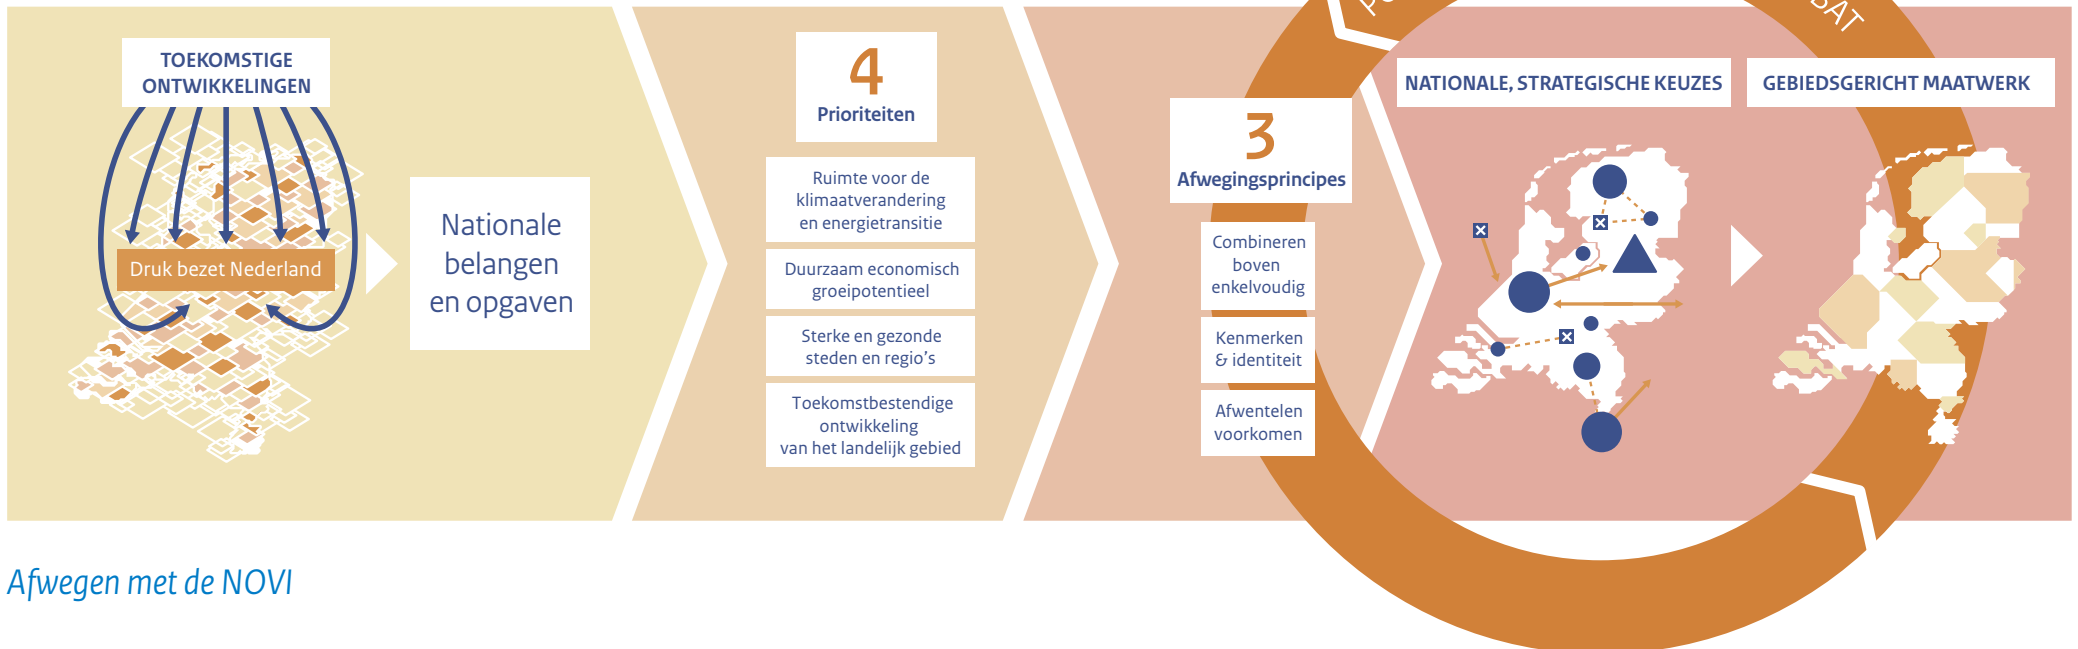 TOEKOMSTIGE
ONTWIKKELINGEN
Druk bezet Nederland
Nationale
belangen
en opgaven
4
Prioriteiten
Ruimte voor de
klimaatverandering
en energietransitie
Duurzaam economisch
groeipotentieel
Sterke en gezonde
steden en regio's
Toekomstbestendige
ontwikkeling
van het landelijk gebied
3
Afwegingsprincipes
Combineren
boven
enkelvoudig
Kenmerken
& identiteit
Afwentelen
voorkomen
NATIONALE, STRATEGISCHE KEUZES
GEBIEDSGERICHT MAATWERK
Afwegen met de NOVI